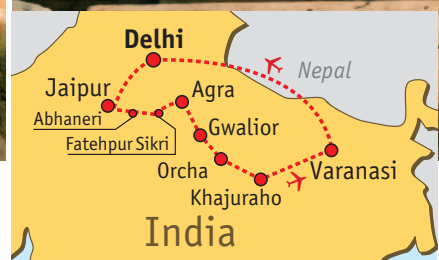 Delhi
Nepal
Jaipur
Agra
Abhaneri
Gwalior
Fatehpur Sikri
Orcha
Varanasi
Khajuraho
India